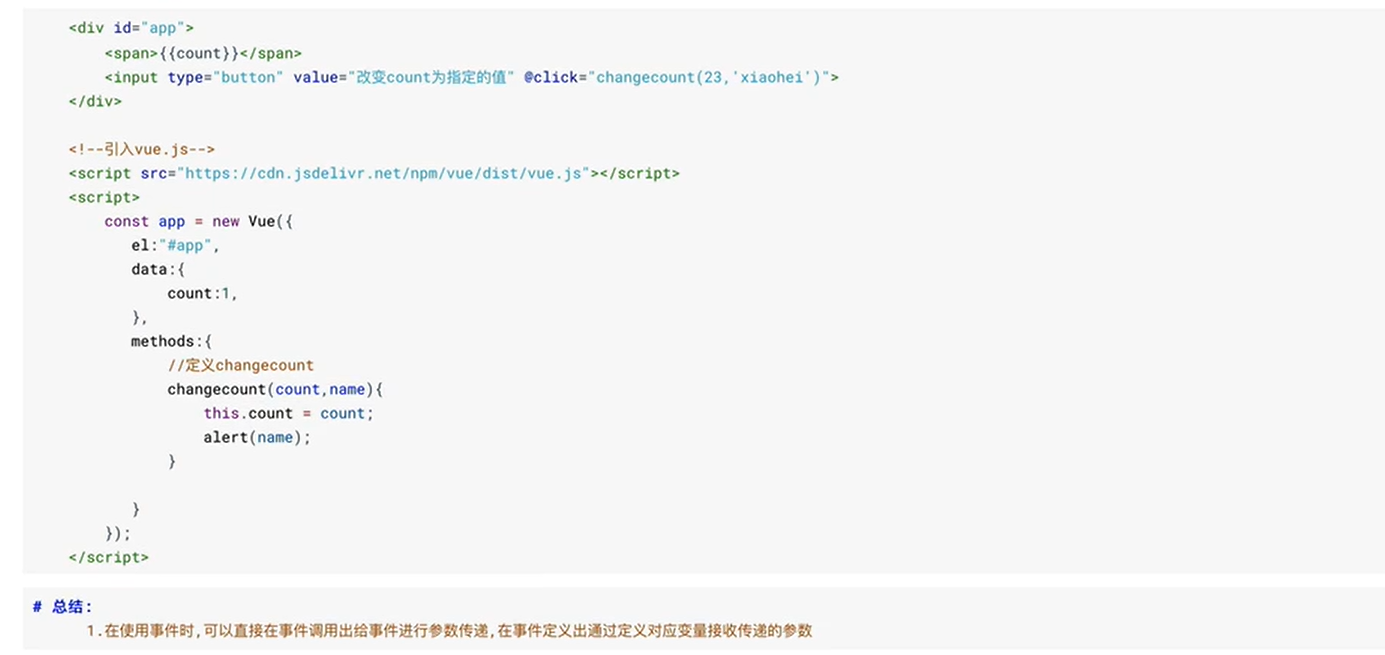 <div id="app">
<span>{{count}}</span>
<input type="button" value="改变count为指定的值" @click="changecount(23,'xiaohei')">
</div>
<!--引入vue.js-->
<script src="https://cdn.jsdelivr.net/npm/vue/dist/vue.js"></script>
<script>
const app = new Vue({
el:"#app",
data:{
count:1,
},
methods:{
//定义changecount
changecount(count,name){
this.count = count;
alert(name);
}
}
});
</script>
# 总结:
1.在使用事件时,可以直接在事件调用出给事件进行参数传递,在事件定义出通过定义对应变量接收传递的参数